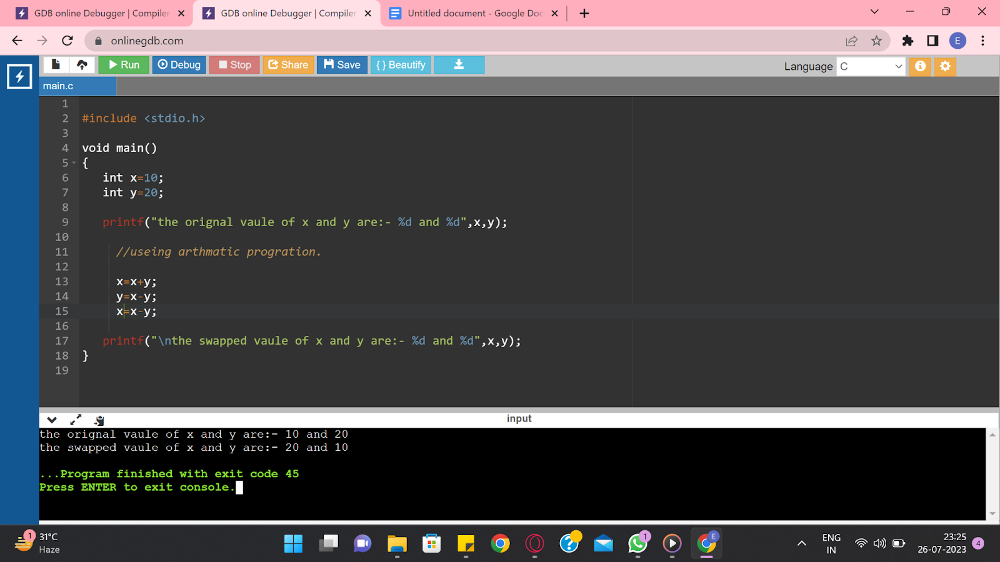 GDB online Debugger | Compiler
GDB online Debugger | Compiler
Untitled document - Google Doc
onlinegdb.com
E
Run
Debug
Stop
Share
Save
{ } Beautify
Language C
main.c
1
2 #include <stdio.h>
3
4 void main()
5 {
6 int x=10;
7 int y=20;
8
9 printf("the orignal vaule of x and y are:- %d and %d",x,y);
10
11 //useing arthmatic progration.
12
13 x=x+y;
14 y=x-y;
15 x=x-y;
16
17 printf("\nthe swapped vaule of x and y are:- %d and %d",x,y);
18 }
19
input
the orignal vaule of x and y are:- 10 and 20
the swapped vaule of x and y are:- 20 and 10
...Program finished with exit code 45
Press ENTER to exit console.
1
31°C
Haze
1
E
ENG
IN
23:25
26-07-2023
4